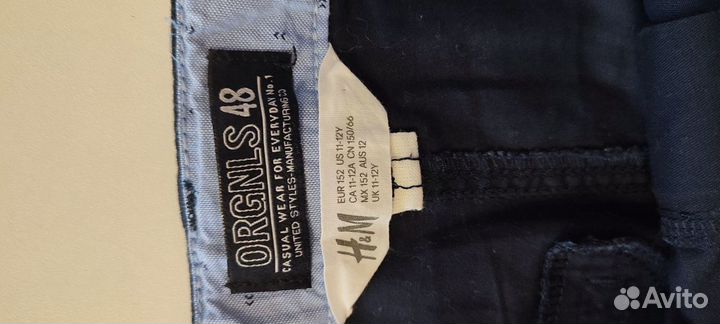 ORGNLS 48
CASUAL WEAR FOR EVERYDAY No.1
UNITED STYLES-MANUFACTURING CO
EUR 152 US 11-12Y
CA 11-12A CN 150/66
MX 152 AUS 12
UK 11-12Y
H&M
Avito